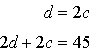 d = 2c
2d + 2c = 45